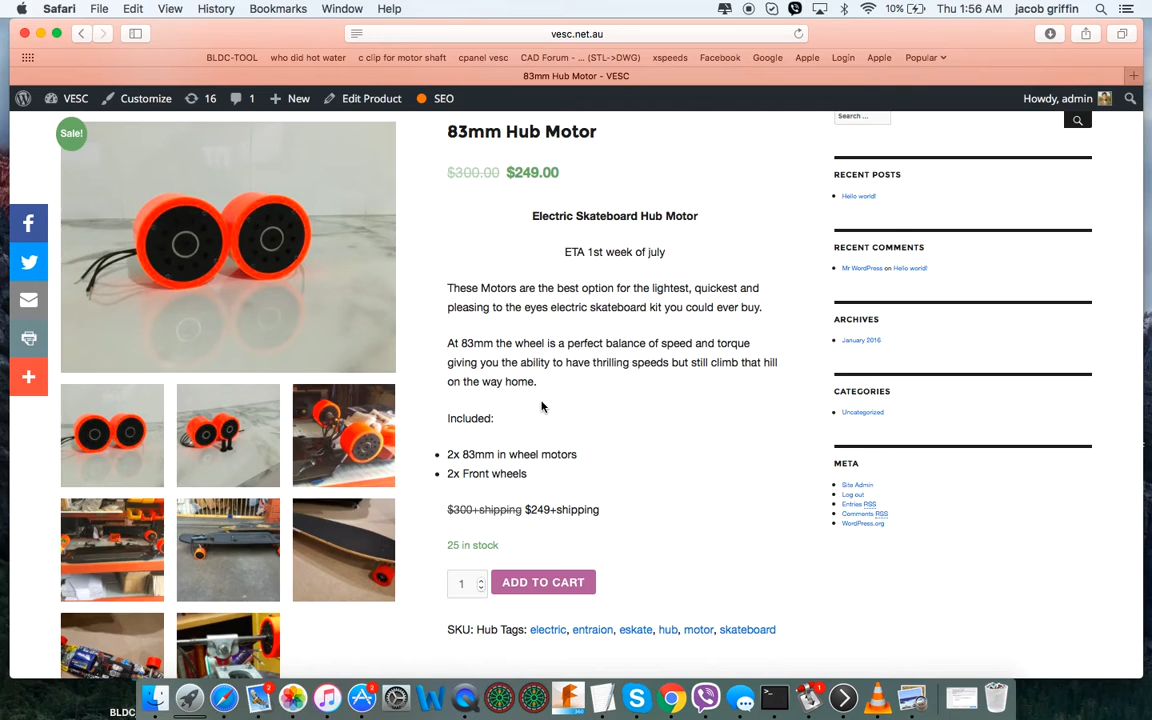 Safari File Edit View History Bookmarks Window Help 10% Thu 1:56 AM jacob griffin
vesc.net.au
BLDC-TOOL who did hot water c clip for motor shaft cpanel vesc CAD Forum - ... (STL->DWG) xspeeds Facebook Google Apple Login Apple Popular
83mm Hub Motor - VESC
VESC Customize 16 1 New Edit Product SEO Howdy, admin
Sale!
83mm Hub Motor
$300.00 $249.00
Electric Skateboard Hub Motor
ETA 1st week of july
These Motors are the best option for the lightest, quickest and
pleasing to the eyes electric skateboard kit you could ever buy.
At 83mm the wheel is a perfect balance of speed and torque
giving you the ability to have thrilling speeds but still climb that hill
on the way home.
Included:
2x 83mm in wheel motors
2x Front wheels
$300+shipping $249+shipping
25 in stock
1 ADD TO CART
SKU: Hub Tags: electric, entraion, eskate, hub, motor, skateboard
Search ...
RECENT POSTS
Hello world!
RECENT COMMENTS
Mr WordPress on Hello world!
ARCHIVES
January 2016
CATEGORIES
Uncategorized
META
Site Admin
Log out
Entries RSS
Comments RSS
WordPress.org
2 2 1
360
BLDC